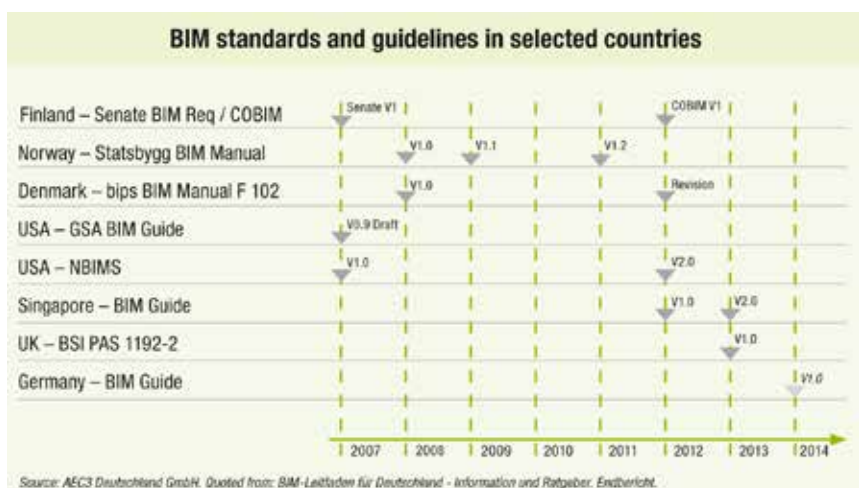 BIM standards and guidelines in selected countries
Finland – Senate BIM Req / COBIM
Senate V1
COBIM V1
Norway – Statsbygg BIM Manual
V1.0
V1.1
V1.2
Denmark – bips BIM Manual F 102
V1.0
Revision
USA – GSA BIM Guide
V0.9 Draft
USA – NBIMS
V1.0
V2.0
Singapore – BIM Guide
V1.0
V2.0
UK – BSI PAS 1192-2
V1.0
Germany – BIM Guide
V1.0
2007
2008
2009
2010
2011
2012
2013
2014
Source: AEC3 Deutschland GmbH. Quoted from: BIM-Leitfaden für Deutschland - Information und Ratgeber. Endbericht.